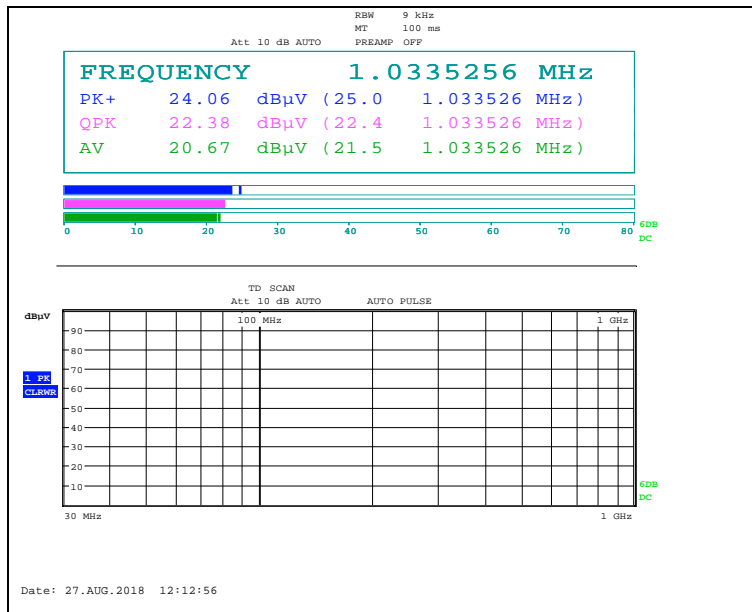 RBW 9 kHz
MT 100 ms
Att 10 dB AUTO PREAMP OFF
FREQUENCY 1.0335256 MHz
PK+ 24.06 dBµV (25.0 1.033526 MHz)
QPK 22.38 dBµV (22.4 1.033526 MHz)
AV 20.67 dBµV (21.5 1.033526 MHz)
0 10 20 30 40 50 60 70 80
6DB
DC
TD SCAN
Att 10 dB AUTO AUTO PULSE
dBµV
100 MHz 1 GHz
90
80
70
1 PK
60
CLRWR
50
40
30
20
10
6DB
DC
30 MHz 1 GHz
Date: 27.AUG.2018 12:12:56